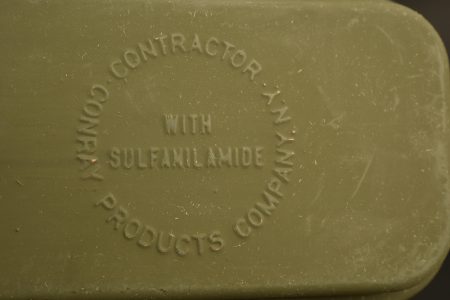 CONTRACTOR
N.Y.
CONRAY PRODUCTS COMPANY
WITH
SULFANILAMIDE